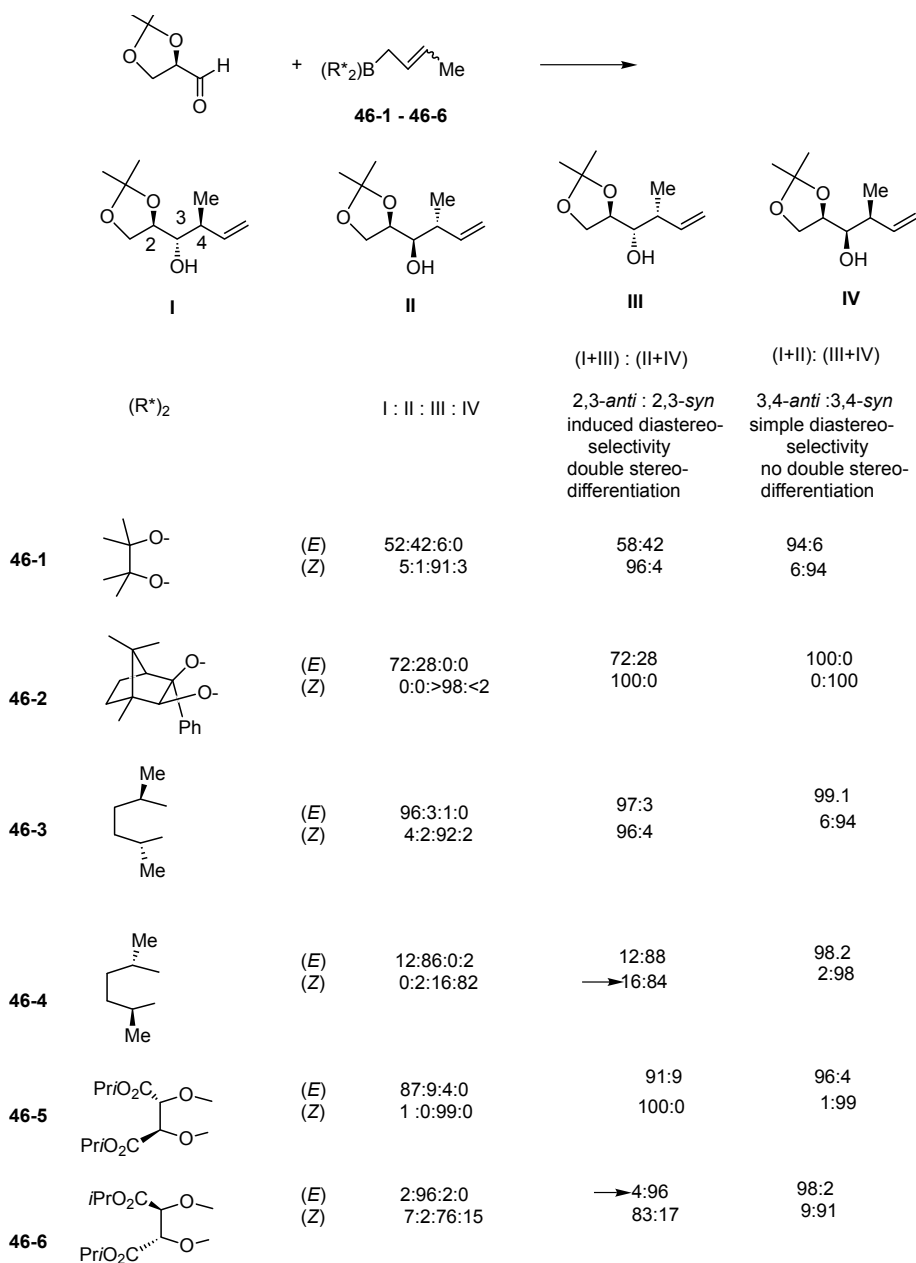 O
O
H
O
+
(R*2)B
Me
46-1 - 46-6
O
O
Me
3
2
4
OH
I
O
O
Me
OH
II
O
O
Me
OH
III
O
O
Me
OH
IV
(I+III) : (II+IV)
(I+II): (III+IV)
(R*)2
I : II : III : IV
2,3-anti : 2,3-syn
induced diastereo-
selectivity
double stereo-
differentiation
3,4-anti :3,4-syn
simple diastereo-
selectivity
no double stereo-
differentiation
46-1
O-
O-
(E) 52:42:6:0 58:42 94:6
(Z) 5:1:91:3 96:4 6:94
46-2
O-
O-
Ph
(E) 72:28:0:0 72:28 100:0
(Z) 0:0:>98:<2 100:0 0:100
46-3
Me
Me
(E) 96:3:1:0 97:3 99.1
(Z) 4:2:92:2 96:4 6:94
46-4
Me
Me
(E) 12:86:0:2 12:88 98.2
(Z) 0:2:16:82 16:84 2:98
46-5
PriO2C
O
PriO2C
O
(E) 87:9:4:0 91:9 96:4
(Z) 1 :0:99:0 100:0 1:99
46-6
iPrO2C
O
PriO2C
O
(E) 2:96:2:0 4:96 98:2
(Z) 7:2:76:15 83:17 9:91